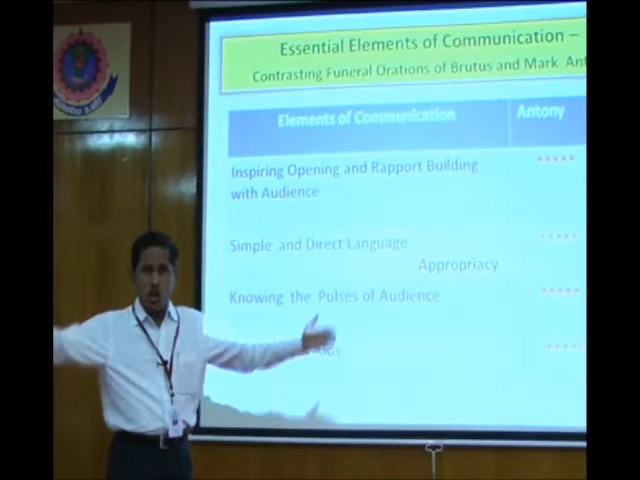 Essential Elements of Communication –
Contrasting Funeral Orations of Brutus and Mark Ant
Elements of Communication
Antony
Inspiring Opening and Rapport Building
with Audience
*****
Simple and Direct Language
*****
Appropriacy
Knowing the Pulses of Audience
*****
*****